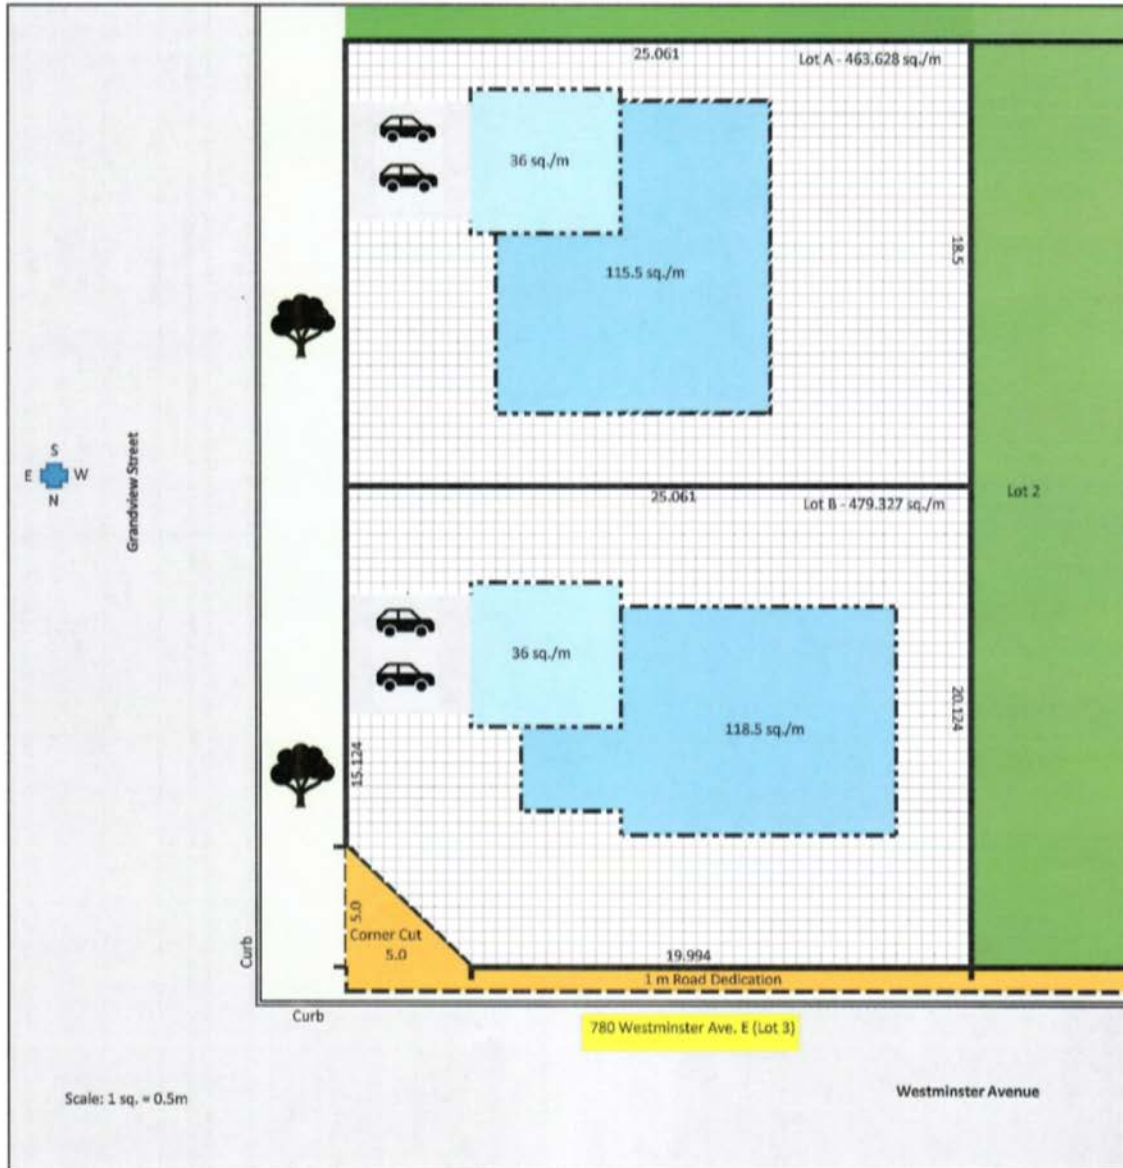 25.061
Lot A - 463.628 sq./m
36 sq./m
18.5
115.5 sq./m
S
E W
N
Grandview Street
25.061
Lot B - 479.327 sq./m
Lot 2
36 sq./m
20.124
118.5 sq./m
15.124
5.0
Corner Cut
5.0
19.994
1 m Road Dedication
Curb
Curb
780 Westminster Ave. E (Lot 3)
Scale: 1 sq. = 0.5m
Westminster Avenue